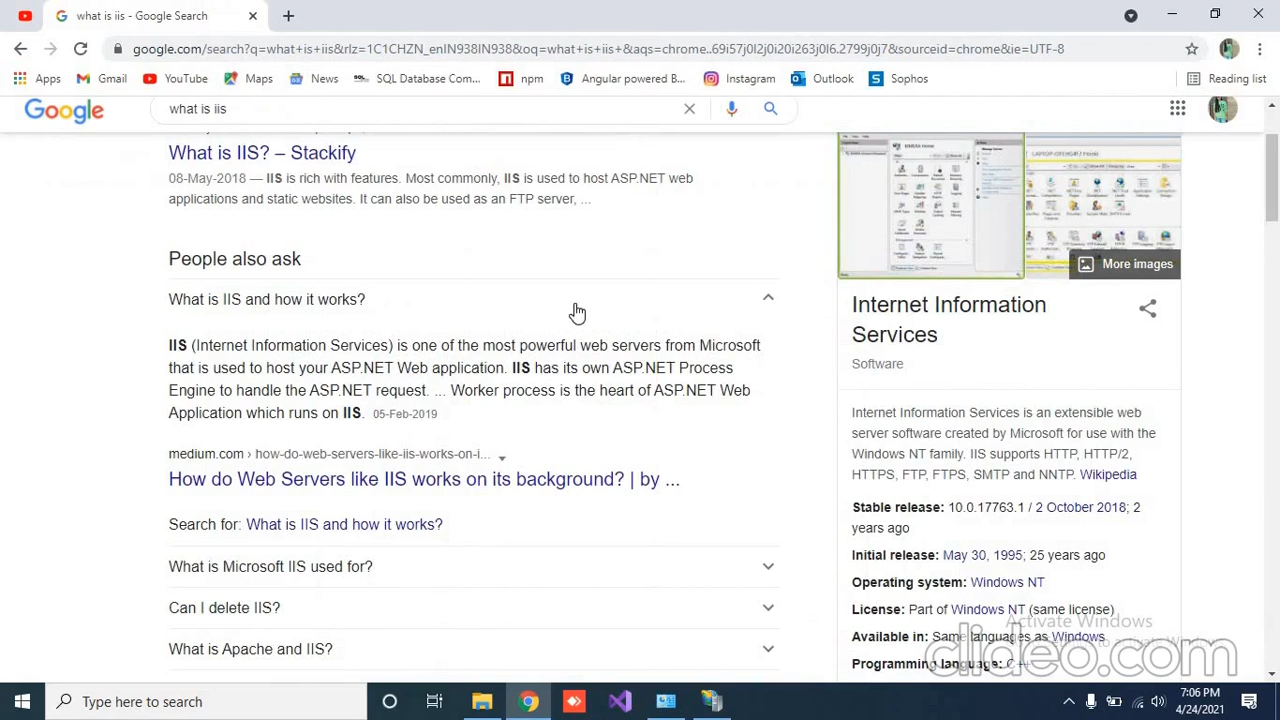 what is iis - Google Search
google.com/search?q=what+is+iis&rlz=1C1CHZN_enIN938IN938&oq=what+is+iis+&aqs=chrome..69i57j0l2j0i20i263j0l6.2799j0j7&sourceid=chrome&ie=UTF-8
Apps Gmail YouTube Maps News SQL Database Com... npm Angular powered B... Instagram Outlook Sophos Reading list
Google what is iis
What is IIS? – Stackify
08-May-2018 — IIS is rich with features. Most commonly, IIS is used to host ASP.NET web
applications and static websites. It can also be used as an FTP server, ...
More images
People also ask
What is IIS and how it works?
IIS (Internet Information Services) is one of the most powerful web servers from Microsoft
that is used to host your ASP.NET Web application. IIS has its own ASP.NET Process
Engine to handle the ASP.NET request. ... Worker process is the heart of ASP.NET Web
Application which runs on IIS. 05-Feb-2019
medium.com › how-do-web-servers-like-iis-works-on-i...
How do Web Servers like IIS works on its background? | by ...
Search for: What is IIS and how it works?
What is Microsoft IIS used for?
Can I delete IIS?
What is Apache and IIS?
Internet Information
Services
Software
Internet Information Services is an extensible web
server software created by Microsoft for use with the
Windows NT family. IIS supports HTTP, HTTP/2,
HTTPS, FTP, FTPS, SMTP and NNTP. Wikipedia
Stable release: 10.0.17763.1 / 2 October 2018; 2
years ago
Initial release: May 30, 1995; 25 years ago
Operating system: Windows NT
License: Part of Windows NT (same license)
Activate Windows
Available in: Same languages as Windows
Programming language: C++
clideo.com
Type here to search
7:06 PM
4/24/2021